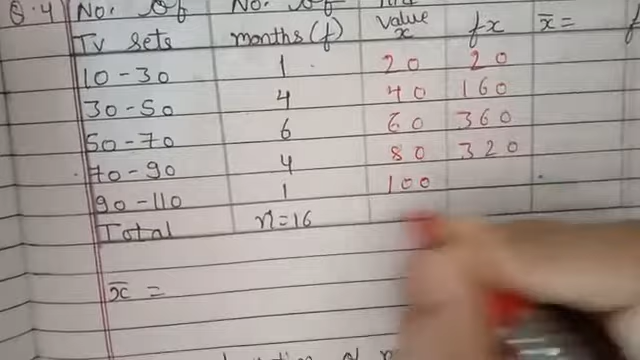 Q.4 No. of No. of
TV sets months (f) value x fx x̄ =
10-30 1 20 20
30-50 4 40 160
50-70 6 60 360
70-90 4 80 320
90-110 1 100
Total n=16
x̄ =
of